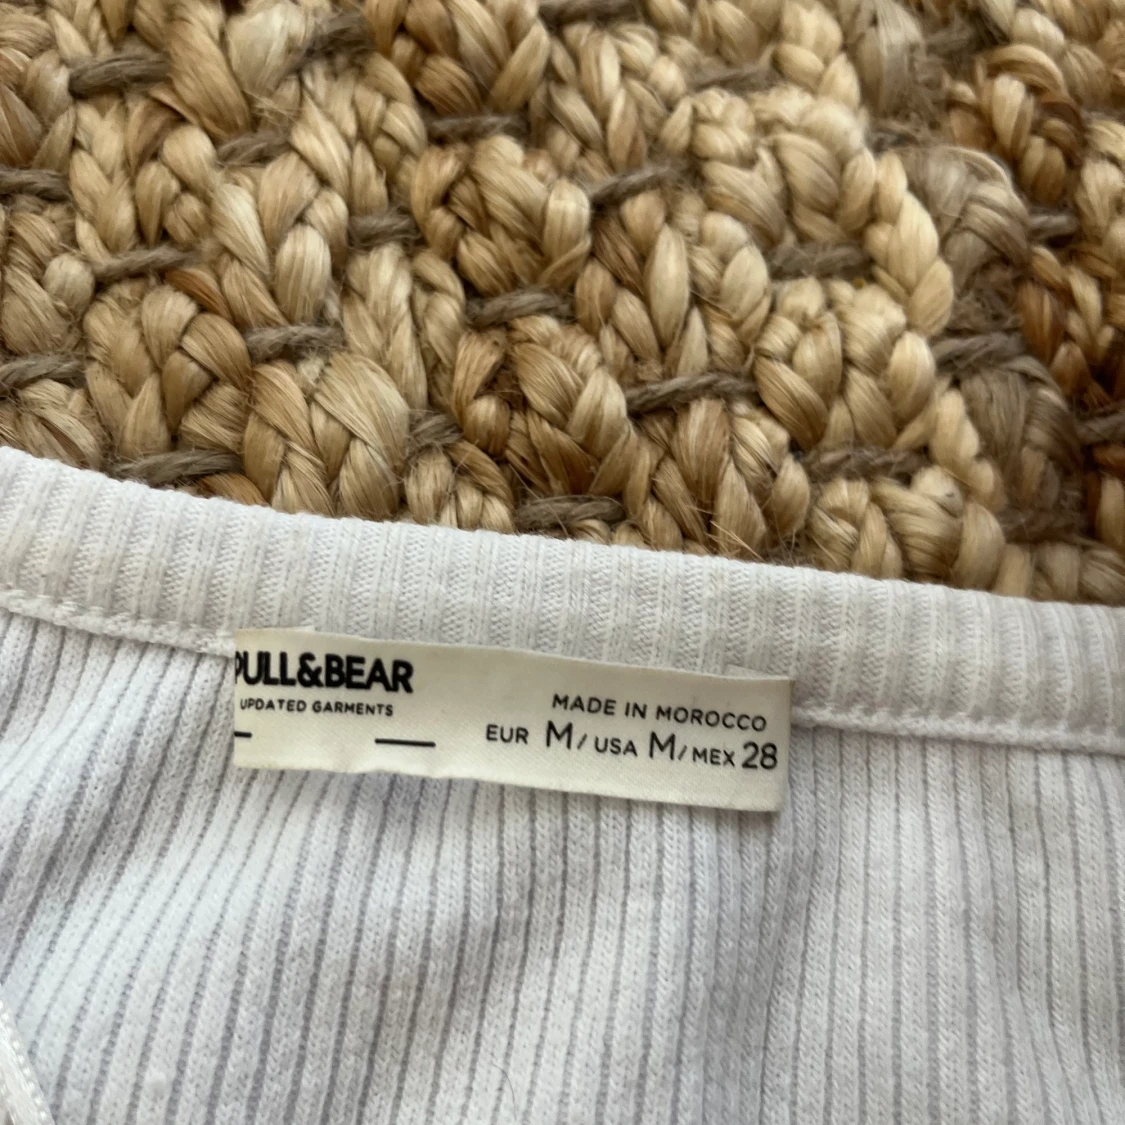 PULL&BEAR
UPDATED GARMENTS
MADE IN MOROCCO
EUR M/USA M/MEX 28